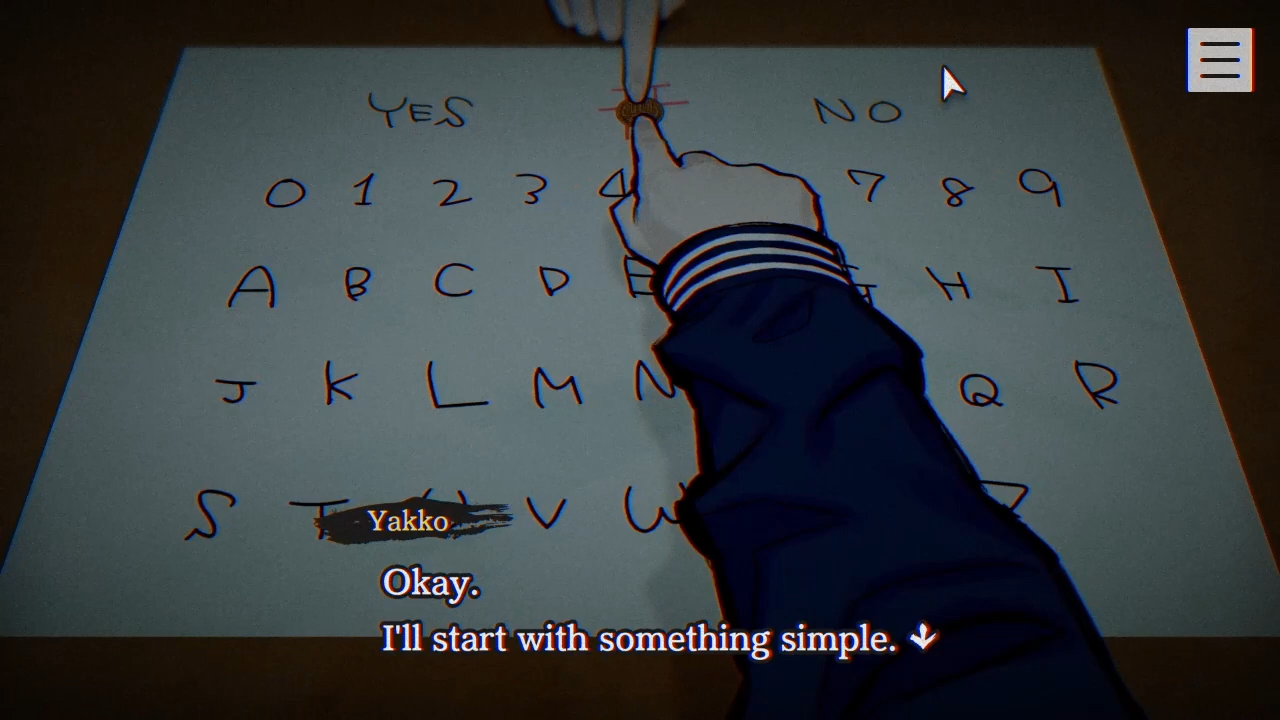 YES NO
0 1 2 3 4 7 8 9
A B C D E H I
J K L M N Q R
S T V W
Yakko
Okay.
I'll start with something simple.